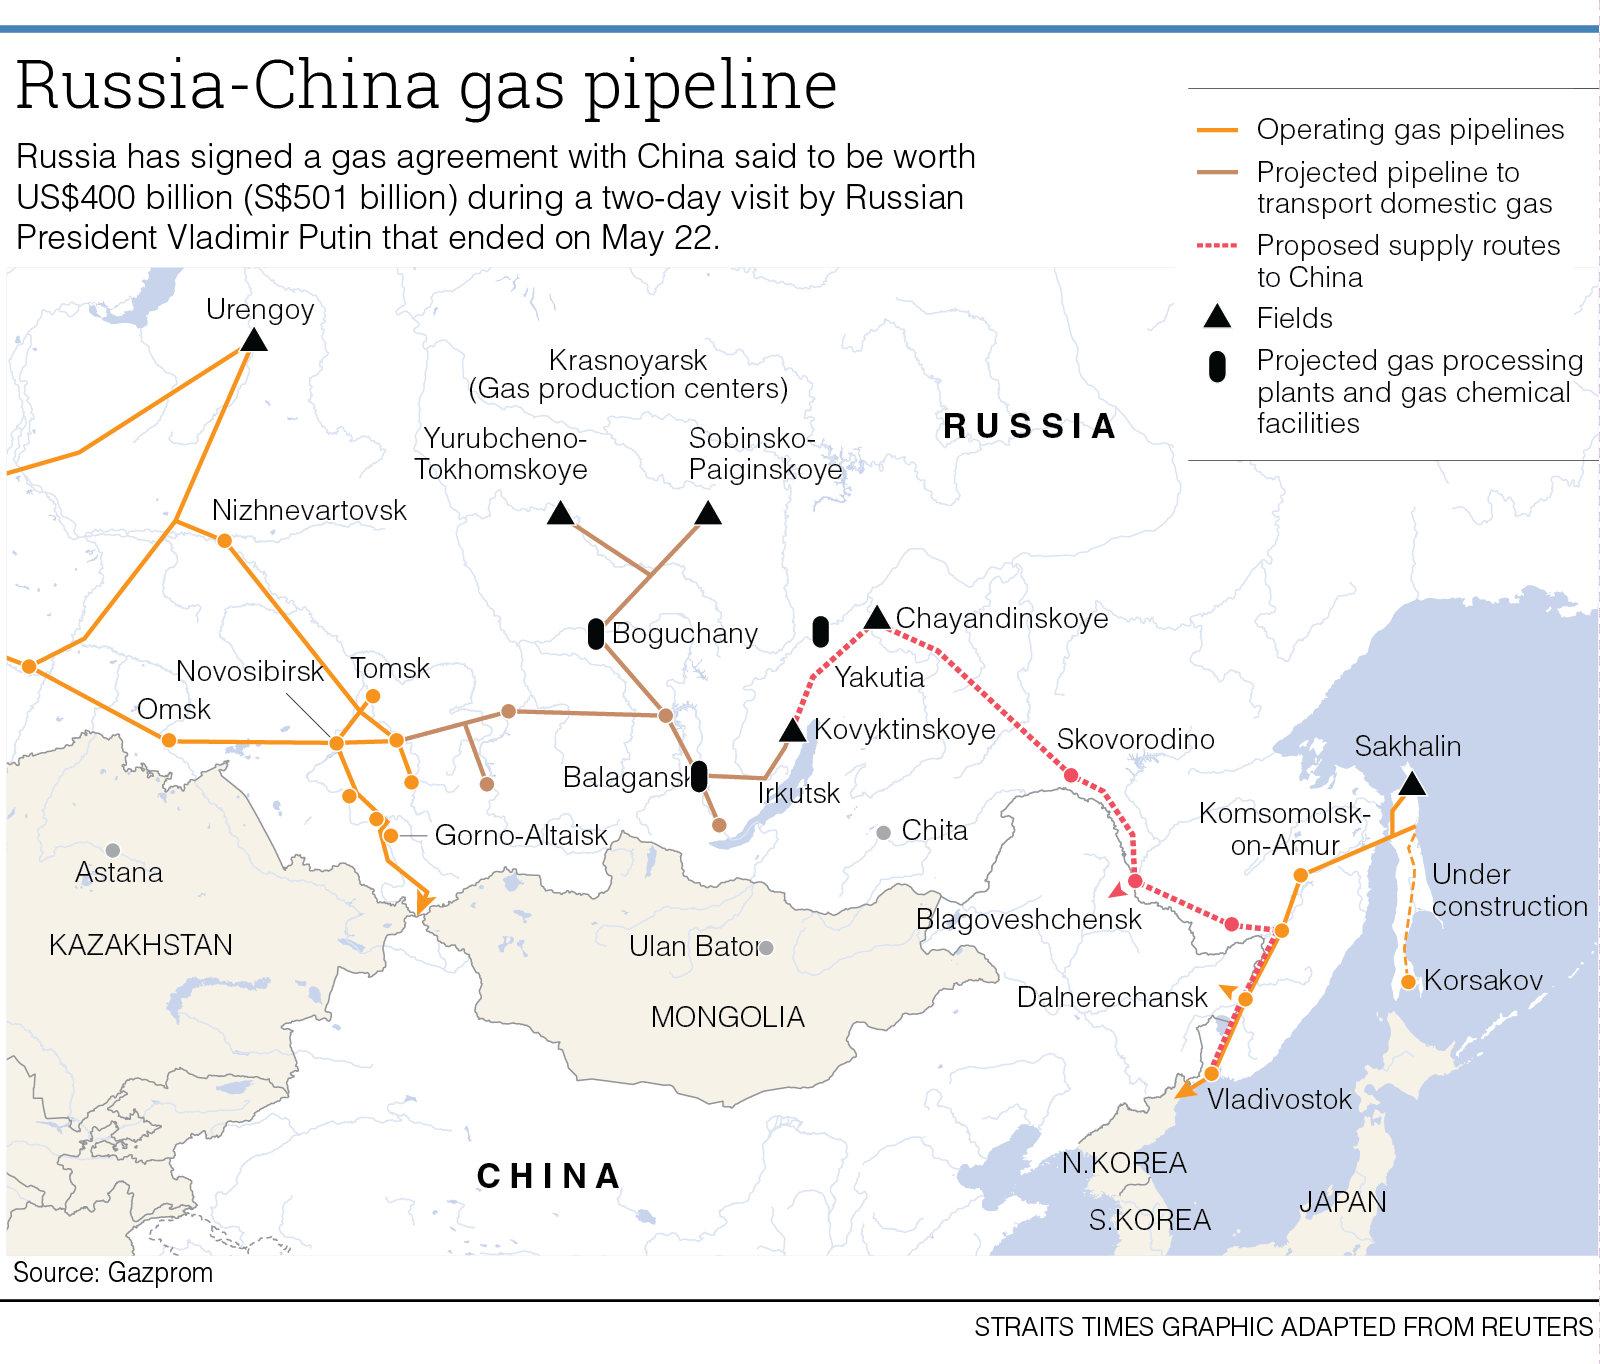 Russia-China gas pipeline
Russia has signed a gas agreement with China said to be worth
US$400 billion (S$501 billion) during a two-day visit by Russian
President Vladimir Putin that ended on May 22.
Operating gas pipelines
Projected pipeline to
transport domestic gas
Proposed supply routes
to China
Fields
Projected gas processing
plants and gas chemical
facilities
Urengoy
Krasnoyarsk
(Gas production centers)
RUSSIA
Yurubcheno-
Tokhomskoye
Sobinsko-
Paiginskoye
Nizhnevartovsk
Boguchany
Chayandinskoye
Novosibirsk
Tomsk
Yakutia
Omsk
Kovyktinskoye
Skovorodino
Sakhalin
Balagansk
Irkutsk
Komsomolsk-
on-Amur
Gorno-Altaisk
Chita
Astana
Under
construction
Blagoveshchensk
KAZAKHSTAN
Ulan Bator
Korsakov
Dalnerechansk
MONGOLIA
Vladivostok
CHINA
N.KOREA
JAPAN
S.KOREA
Source: Gazprom
STRAITS TIMES GRAPHIC ADAPTED FROM REUTERS